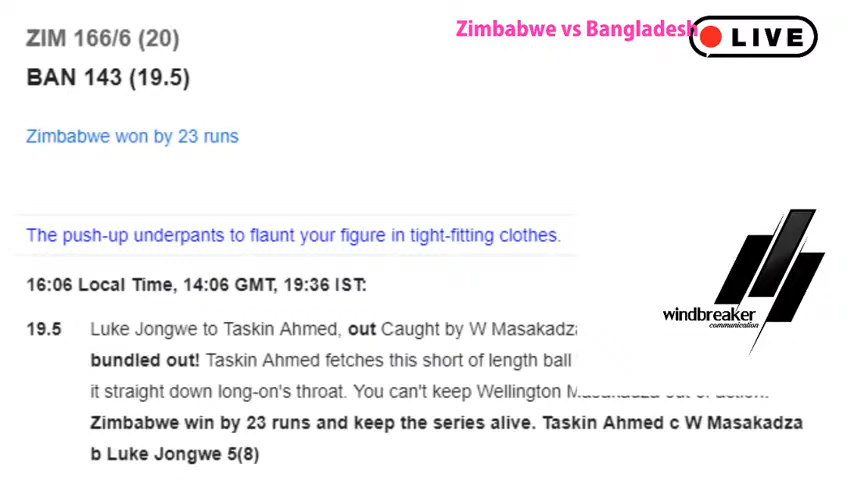 ZIM 166/6 (20)
Zimbabwe vs Bangladesh
LIVE
BAN 143 (19.5)
Zimbabwe won by 23 runs
The push-up underpants to flaunt your figure in tight-fitting clothes.
16:06 Local Time, 14:06 GMT, 19:36 IST:
19.5 Luke Jongwe to Taskin Ahmed, out Caught by W Masakadza
bundled out! Taskin Ahmed fetches this short of length ball
it straight down long-on's throat. You can't keep Wellington Masakadza out of action.
Zimbabwe win by 23 runs and keep the series alive. Taskin Ahmed c W Masakadza
b Luke Jongwe 5(8)
windbreaker
communication